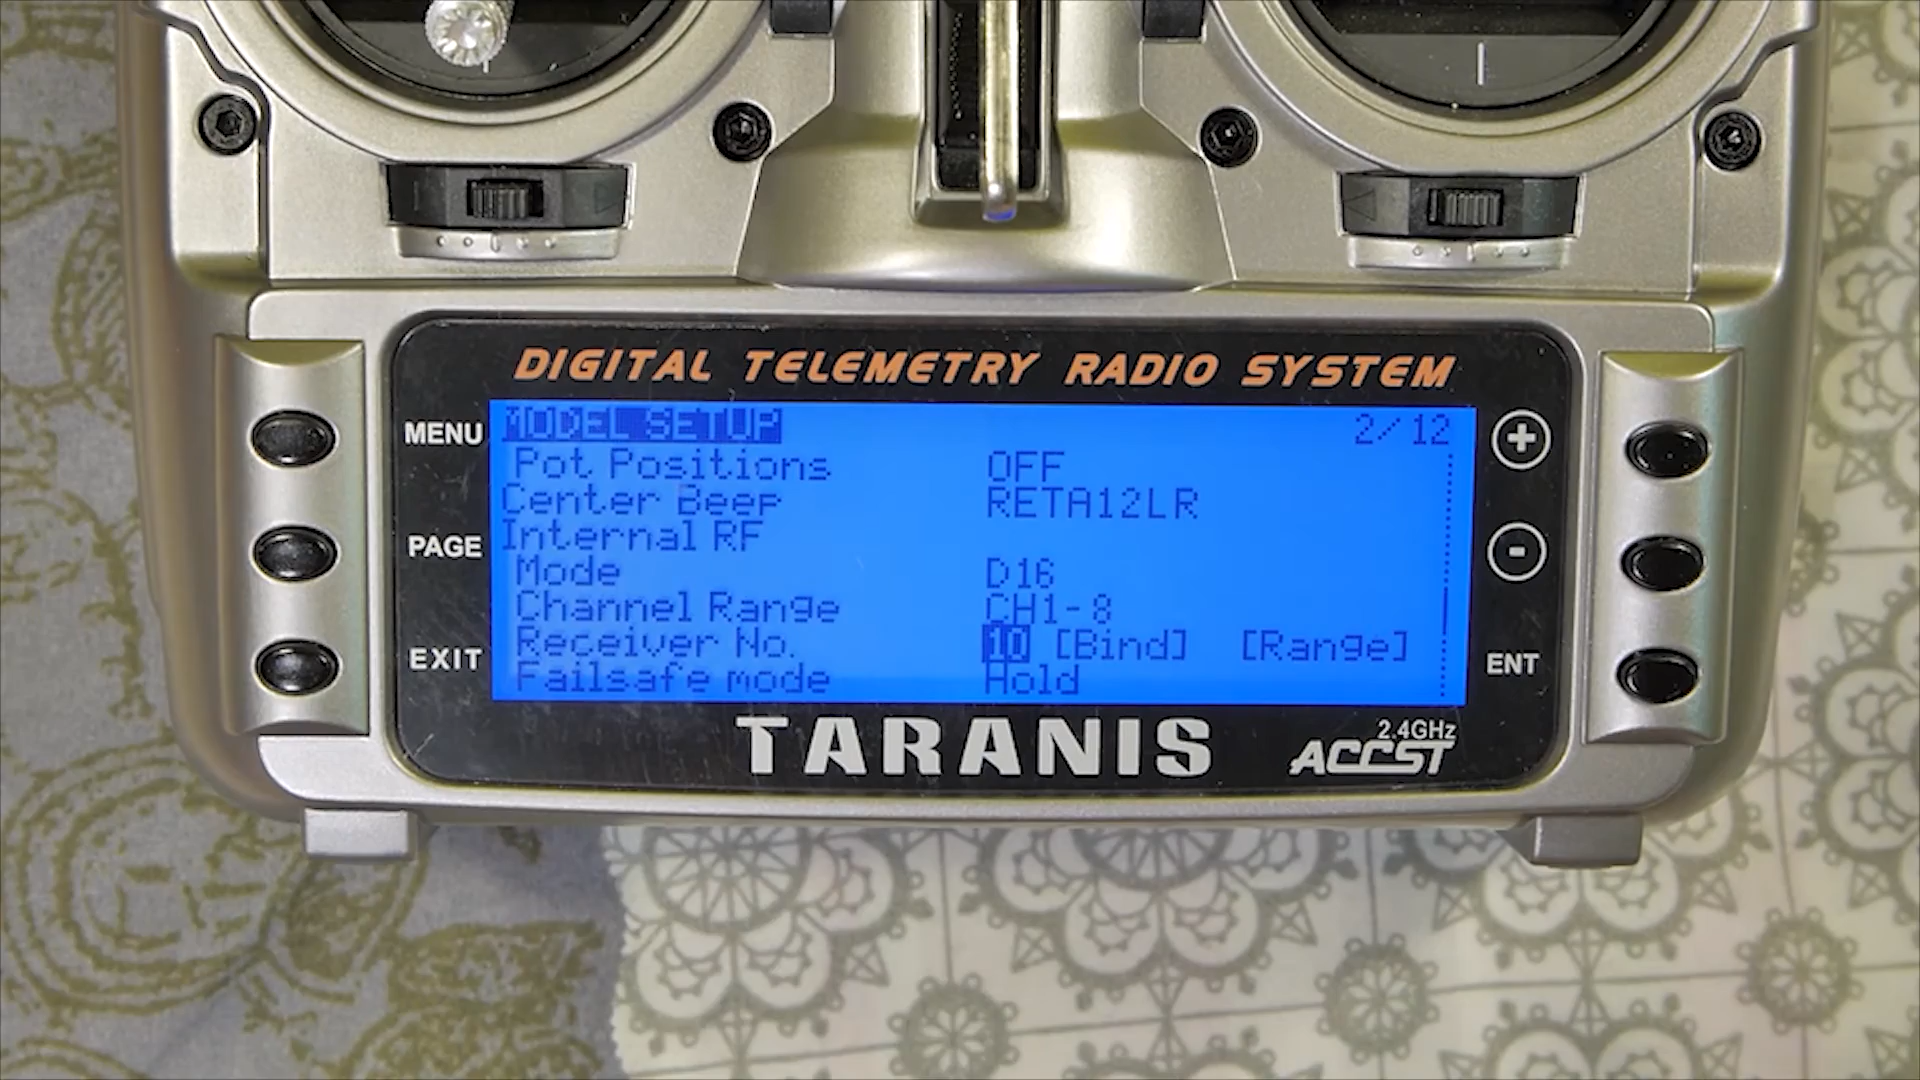 DIGITAL TELEMETRY RADIO SYSTEM
MENU
PAGE
EXIT
MODEL SETUP 2/12
Pot Positions OFF
Center Beep RETA12LR
Internal RF
Mode D16
Channel Range CH1-8
Receiver No. 10 [Bind] [Range]
Failsafe mode Hold
+
-
ENT
TARANIS
2.4GHz
ACCST